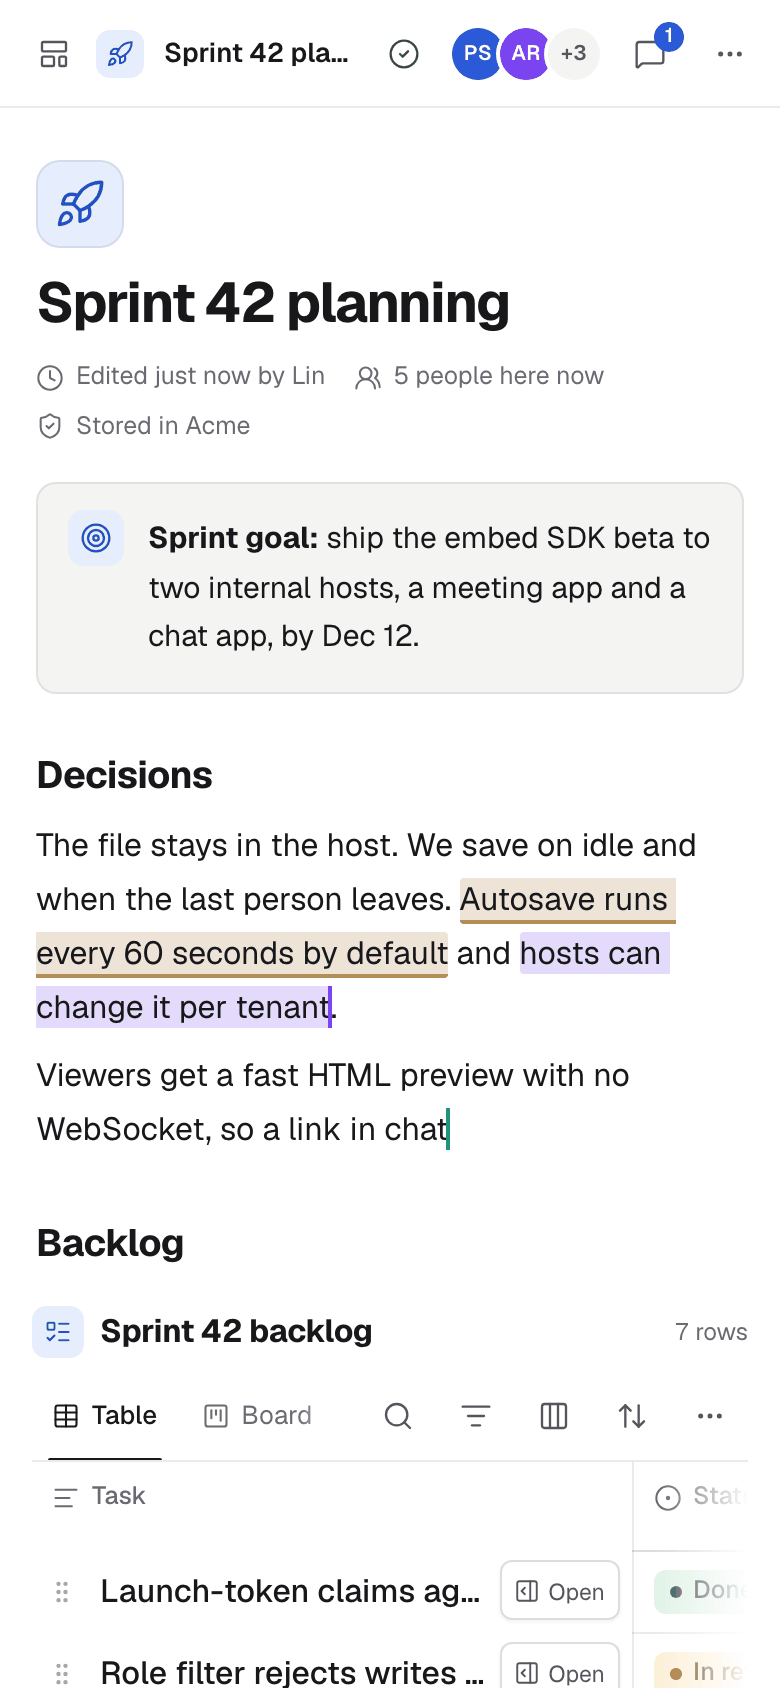 Sprint 42 pla...
PS
AR
+3
1
Sprint 42 planning
Edited just now by Lin
5 people here now
Stored in Acme
Sprint goal: ship the embed SDK beta to
two internal hosts, a meeting app and a
chat app, by Dec 12.
Decisions
The file stays in the host. We save on idle and
when the last person leaves. Autosave runs
every 60 seconds by default and hosts can
change it per tenant.
Viewers get a fast HTML preview with no
WebSocket, so a link in chat
Backlog
Sprint 42 backlog
7 rows
Table
Board
Task
Stat
Launch-token claims ag...
Open
Done
Role filter rejects writes ...
Open
In re